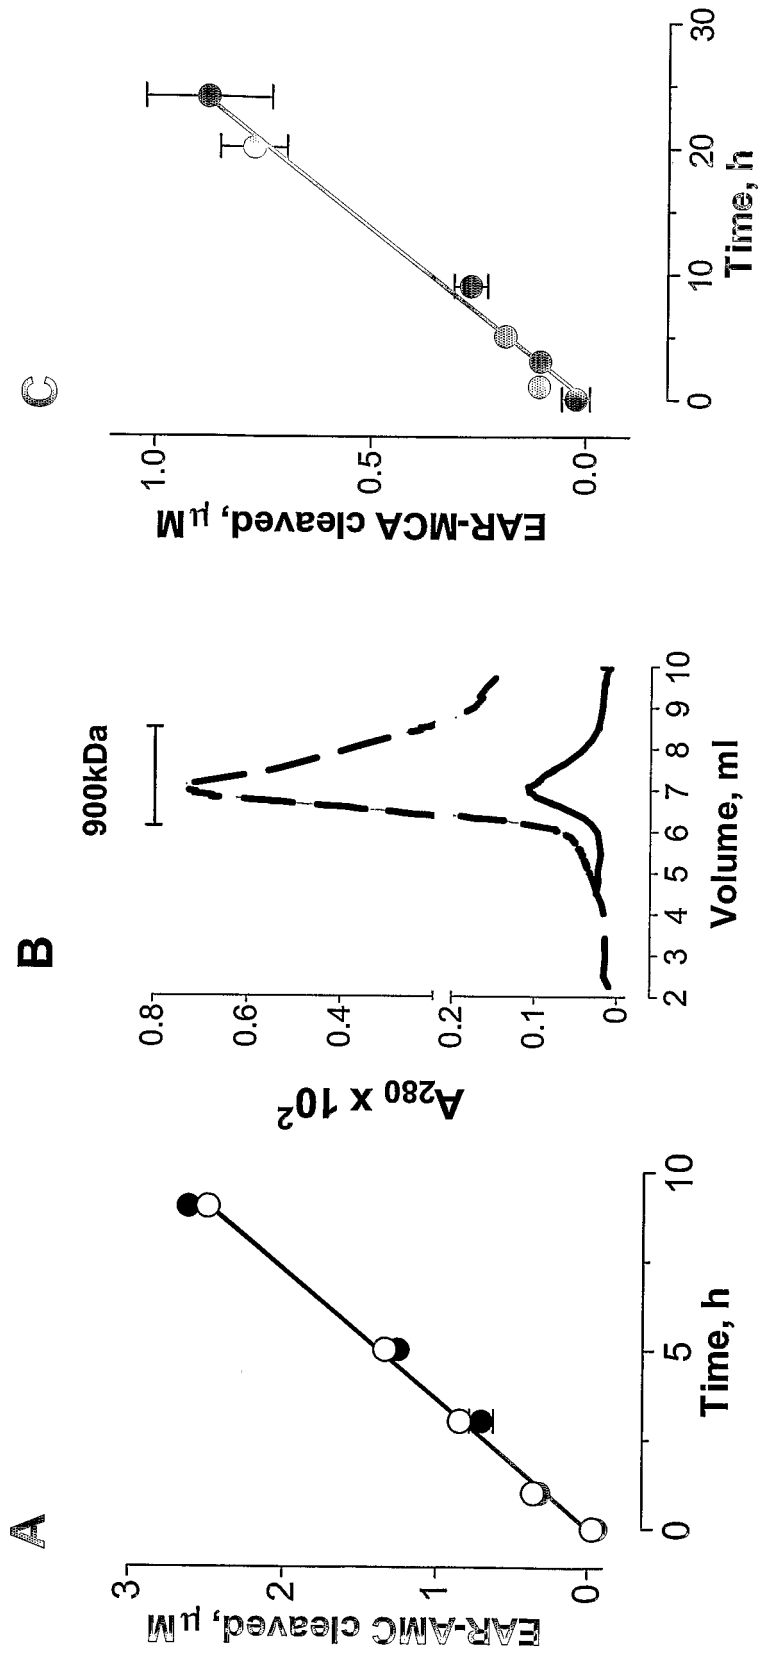 A
EAR-AMC cleaved, μM
3
2
1
0
0
5
10
Time, h
B
900kDa
A280 x 10²
0.8
0.6
0.4
0.2
0.1
0
2
3
4
5
6
7
8
9
10
Volume, ml
C
EAR-MCA cleaved, μM
1.0
0.5
0.0
0
10
20
30
Time, h